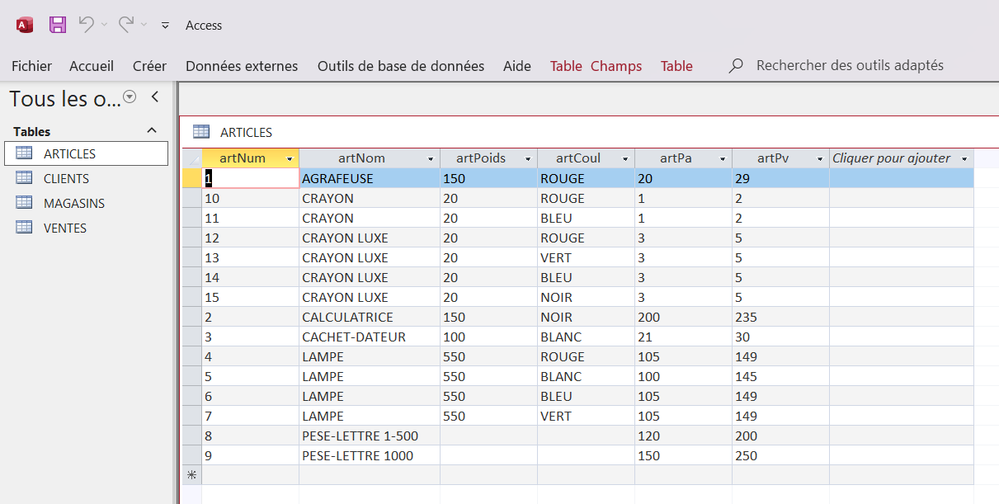 Access
Fichier Accueil Créer Données externes Outils de base de données Aide Table Champs Table Rechercher des outils adaptés
Tous les o...
Tables
ARTICLES
CLIENTS
MAGASINS
VENTES
ARTICLES
artNum artNom artPoids artCoul artPa artPv Cliquer pour ajouter
1 AGRAFEUSE 150 ROUGE 20 29
10 CRAYON 20 ROUGE 1 2
11 CRAYON 20 BLEU 1 2
12 CRAYON LUXE 20 ROUGE 3 5
13 CRAYON LUXE 20 VERT 3 5
14 CRAYON LUXE 20 BLEU 3 5
15 CRAYON LUXE 20 NOIR 3 5
2 CALCULATRICE 150 NOIR 200 235
3 CACHET-DATEUR 100 BLANC 21 30
4 LAMPE 550 ROUGE 105 149
5 LAMPE 550 BLANC 100 145
6 LAMPE 550 BLEU 105 149
7 LAMPE 550 VERT 105 149
8 PESE-LETTRE 1-500 120 200
9 PESE-LETTRE 1000 150 250